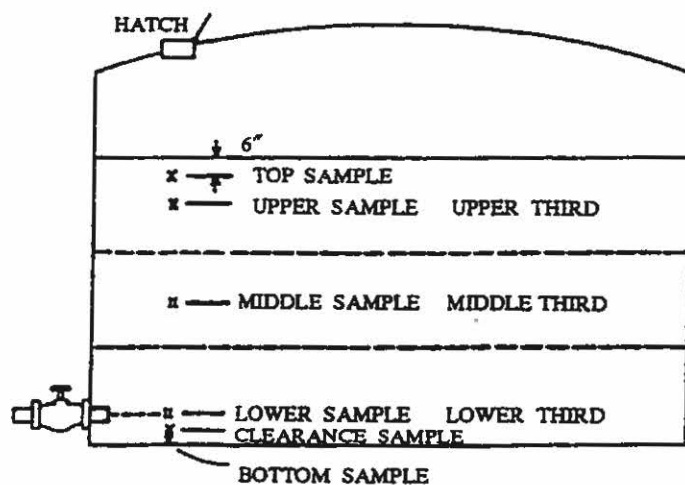 HATCH
6"
TOP SAMPLE
UPPER SAMPLE UPPER THIRD
MIDDLE SAMPLE MIDDLE THIRD
LOWER SAMPLE LOWER THIRD
CLEARANCE SAMPLE
BOTTOM SAMPLE